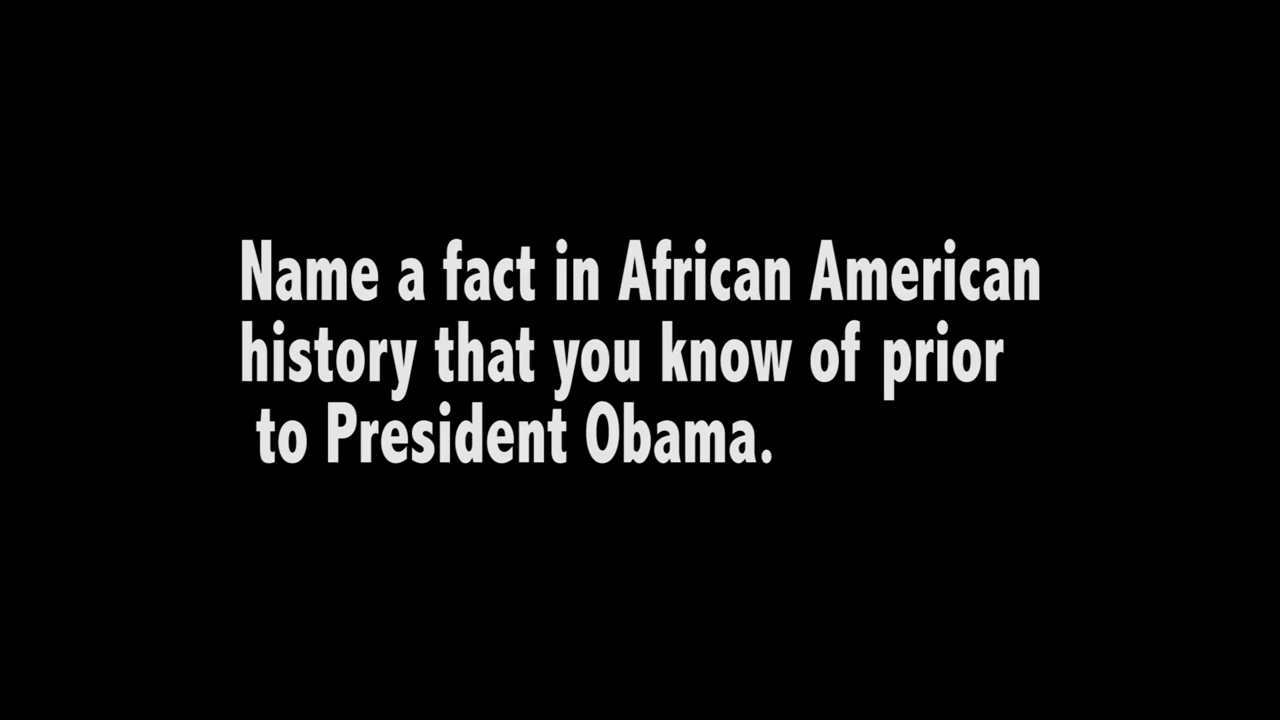 Name a fact in African American
history that you know of prior
to President Obama.